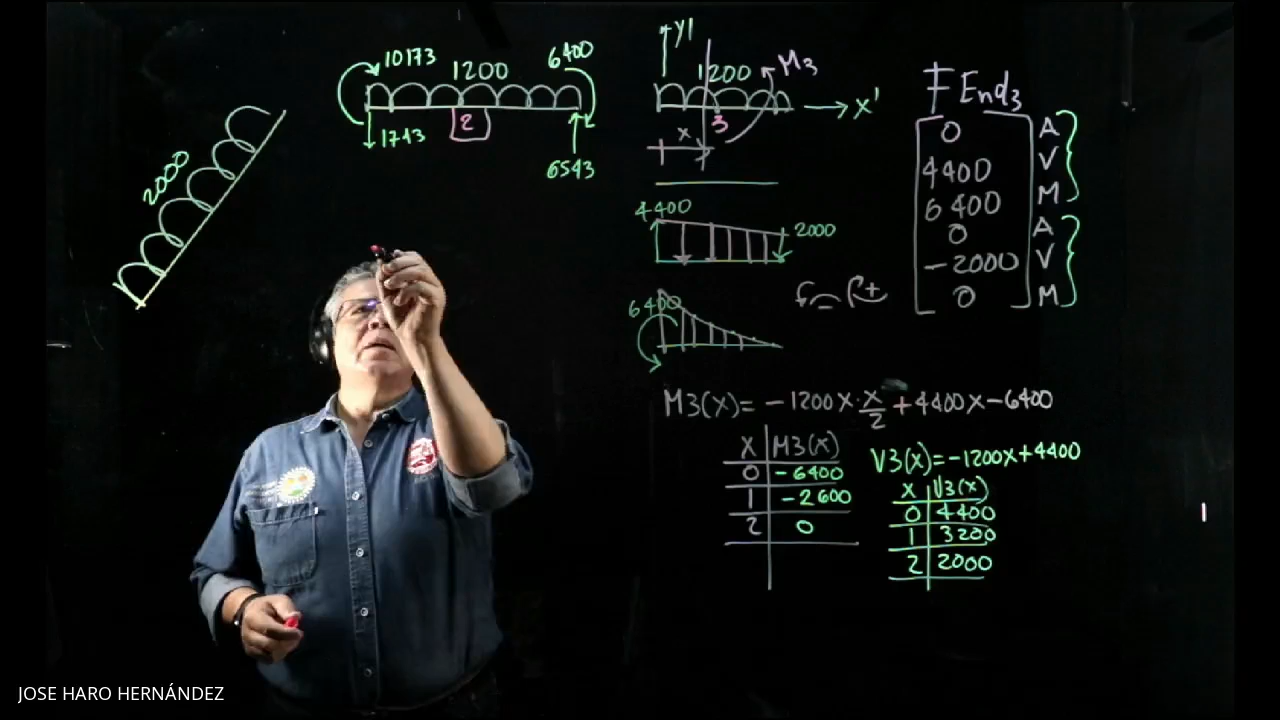 2000
10173
1200
6400
1743
2
6543
y1
1200
M3
x'
3
x
4400
2000
6400
F End3
0 A
4400 V
6400 M
0 A
-2000 V
0 M
M3(x)= -1200x·x/2+4400x-6400
x M3(x)
0 -6400
1 -2600
2 0
V3(x)=-1200x+4400
x V3(x)
0 4400
1 3200
2 2000
JOSE HARO HERNÁNDEZ